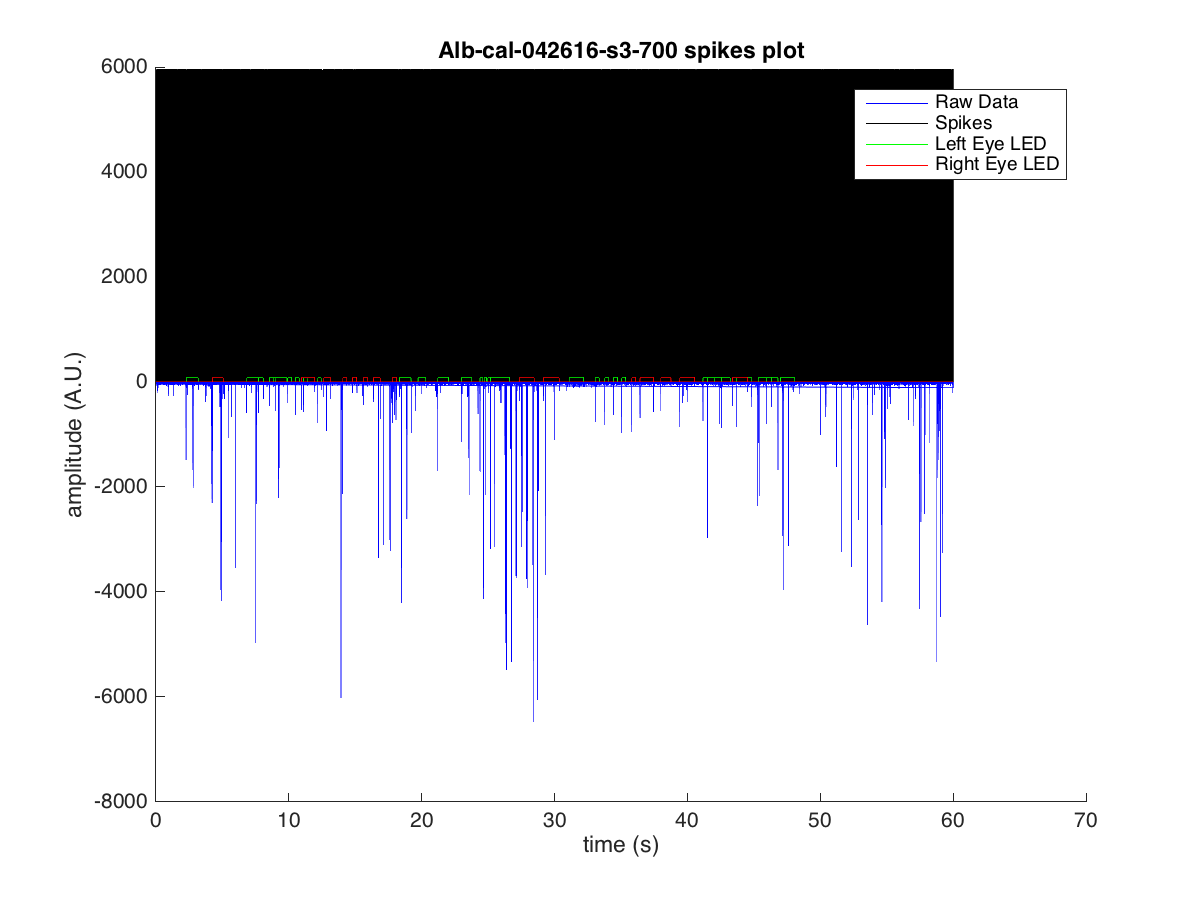 Alb-cal-042616-s3-700 spikes plot
6000
4000
2000
0
-2000
-4000
-6000
-8000
amplitude (A.U.)
Raw Data
Spikes
Left Eye LED
Right Eye LED
0 10 20 30 40 50 60 70
time (s)